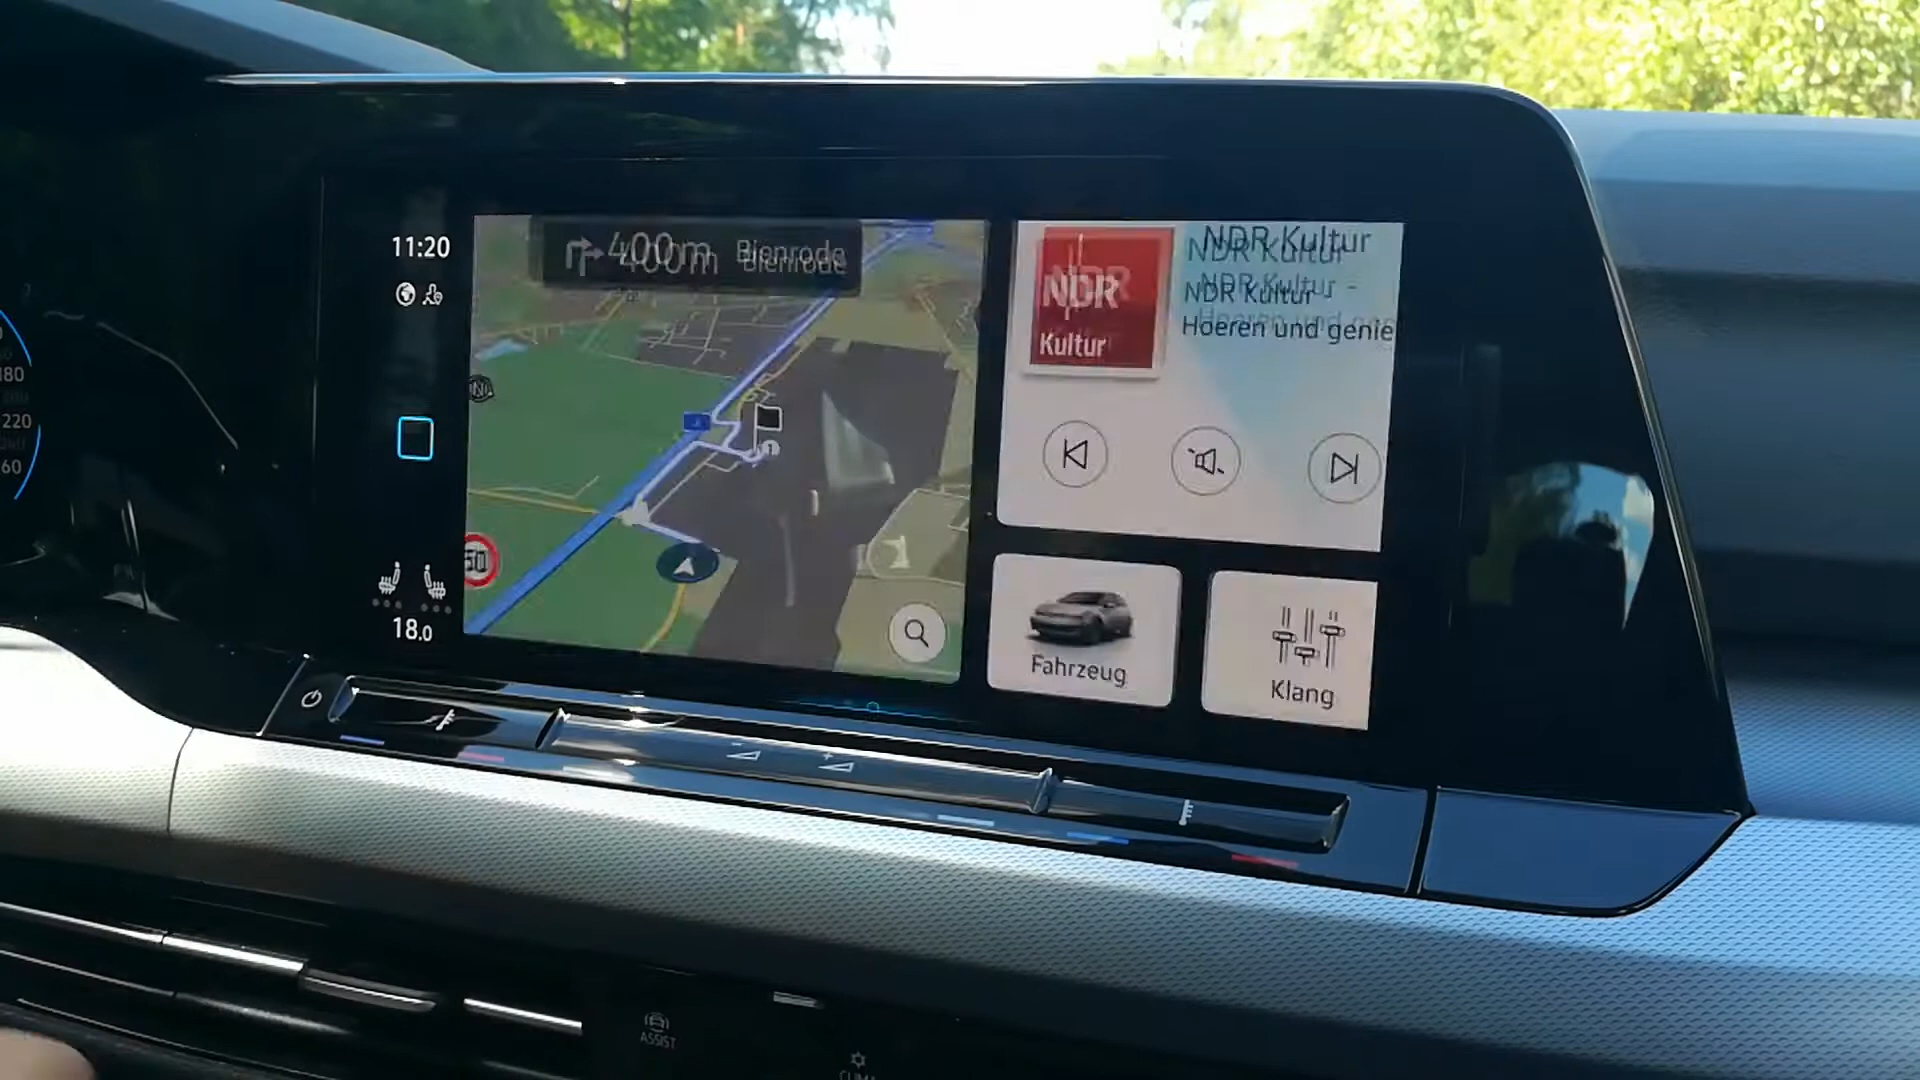 11:20
400m Bienrode
NDR Kultur
NDR Kultur -
Hoeren und genie
NDR
Kultur
180
220
60
50
18.0
Fahrzeug
Klang
ASSIST